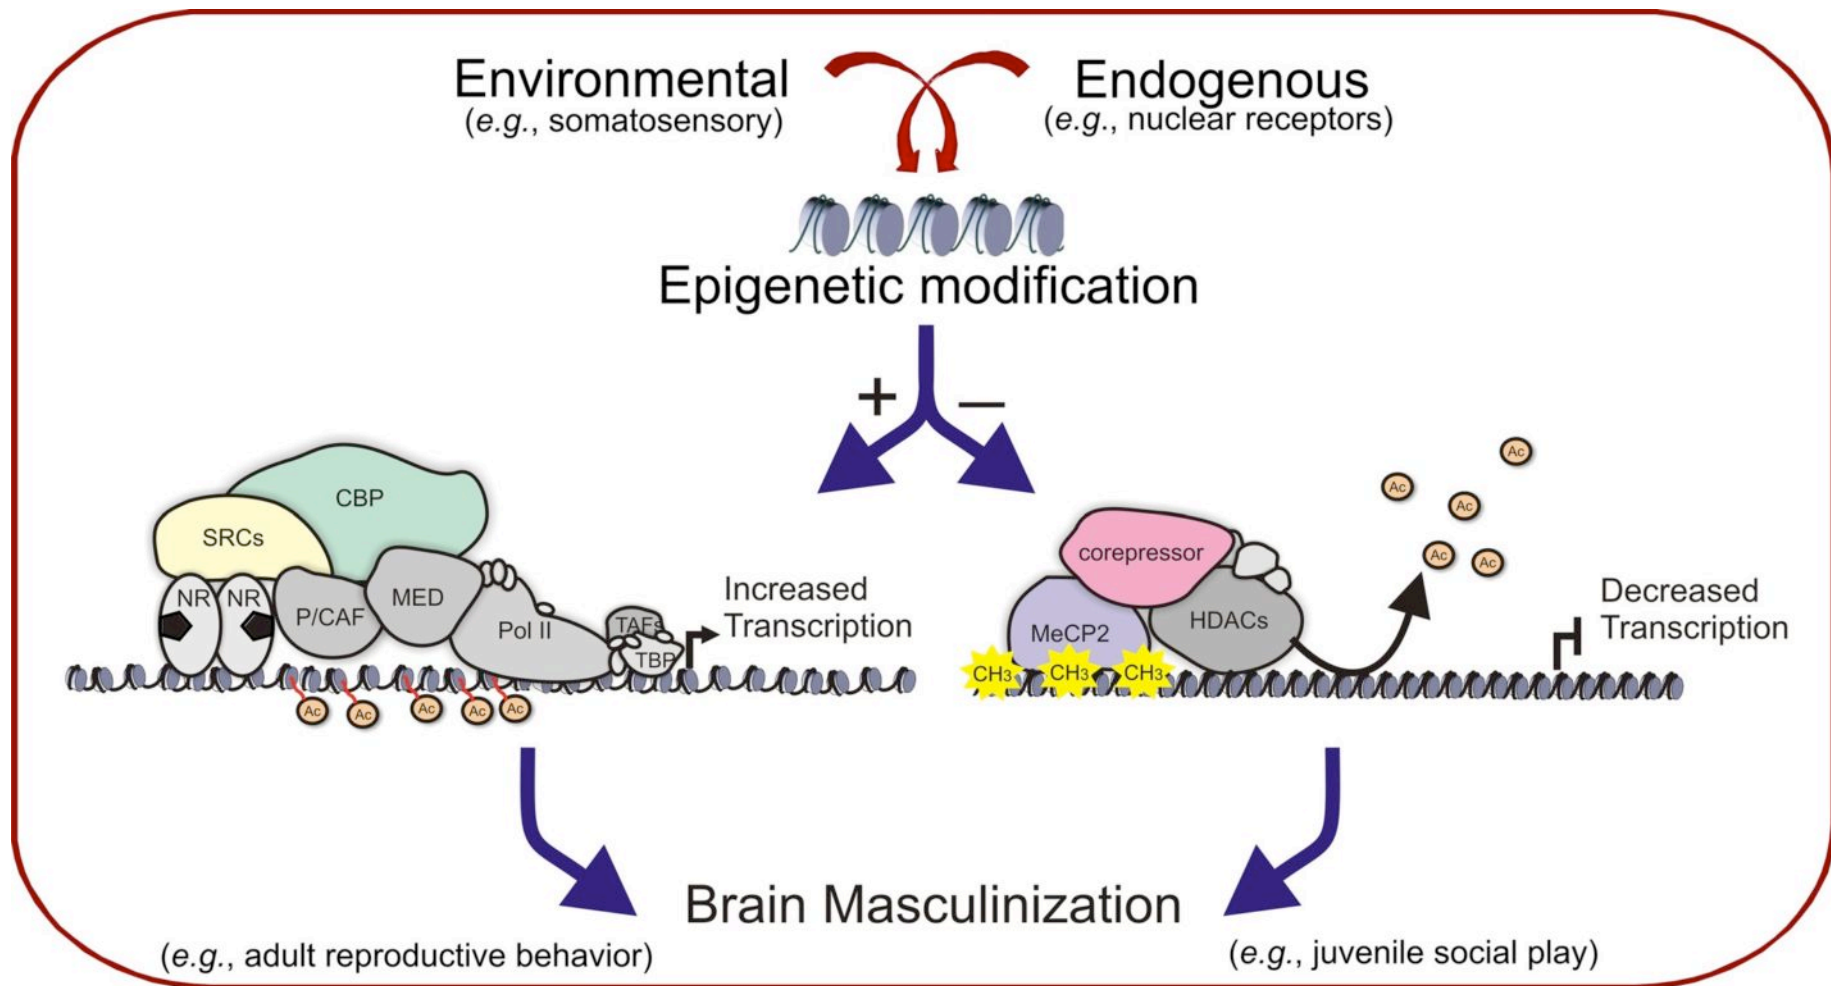 Environmental
(e.g., somatosensory)
Endogenous
(e.g., nuclear receptors)
Epigenetic modification
+
—
CBP
SRCs
NR
NR
P/CAF
MED
Pol II
TAFs
TBP
Increased
Transcription
Ac
Ac
Ac
Ac
Ac
corepressor
MeCP2
HDACs
CH3
CH3
CH3
Ac
Ac
Ac
Ac
Ac
Decreased
Transcription
Brain Masculinization
(e.g., adult reproductive behavior)
(e.g., juvenile social play)